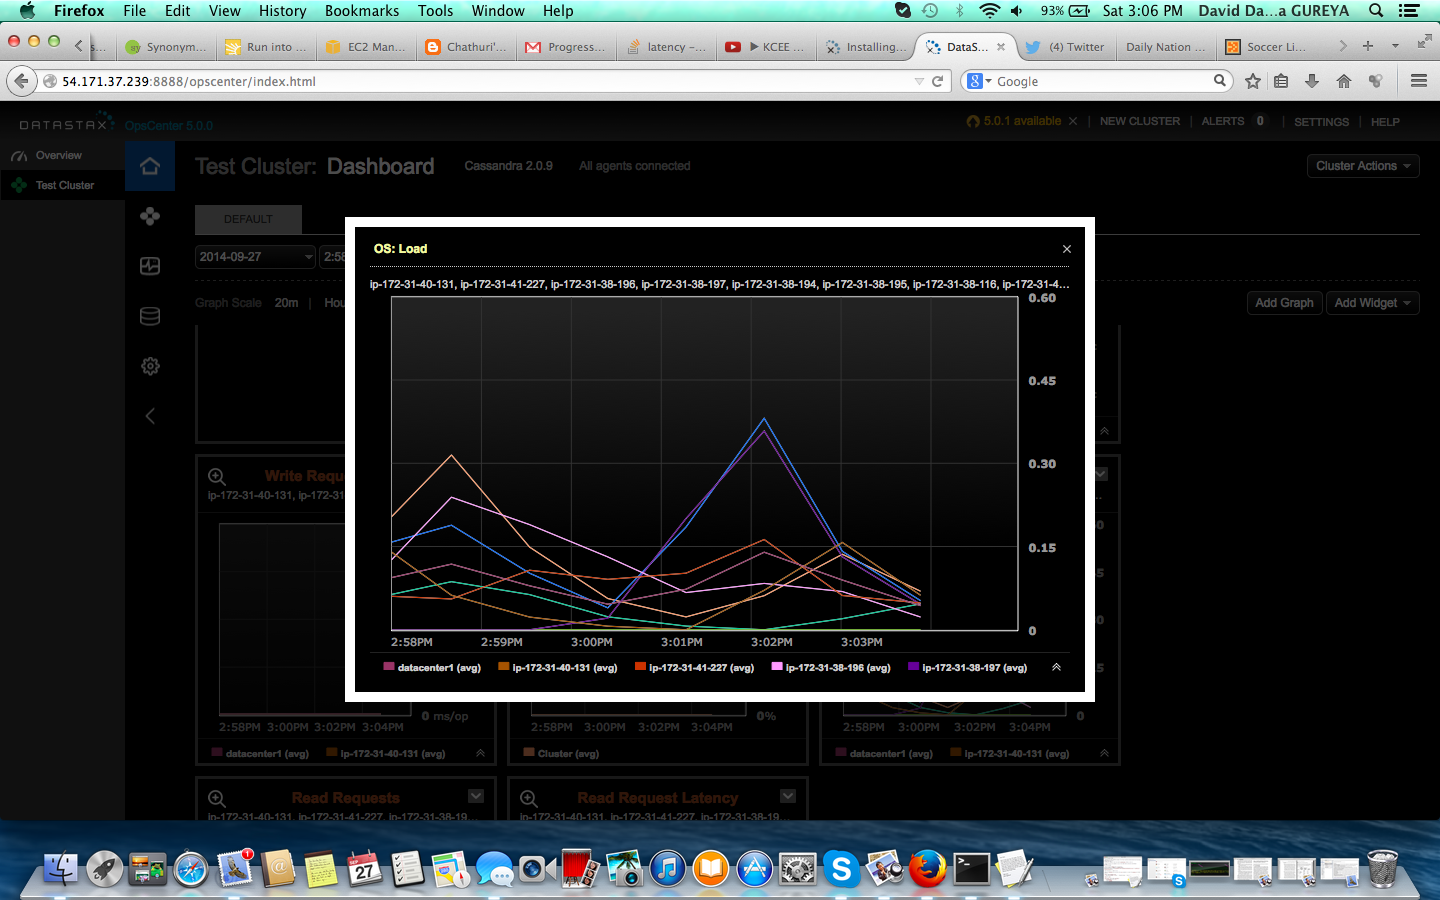 Firefox File Edit View History Bookmarks Tools Window Help 93% Sat 3:06 PM David Da...a GUREYA
s... Synonym... Run into ... EC2 Man... Chathuri'... Progress... latency –... ▶ KCEE ... Installing... DataS... (4) Twitter Daily Nation ... Soccer Li...
54.171.37.239:8888/opscenter/index.html Google
DATASTAX OpsCenter 5.0.0 5.0.1 available × | NEW CLUSTER | ALERTS 0 | SETTINGS | HELP
Overview
Test Cluster
Test Cluster: Dashboard Cassandra 2.0.9 All agents connected Cluster Actions
DEFAULT
2014-09-27 2:58
Graph Scale 20m | Hou Add Graph Add Widget
OS: Load ×
ip-172-31-40-131, ip-172-31-41-227, ip-172-31-38-196, ip-172-31-38-197, ip-172-31-38-194, ip-172-31-38-195, ip-172-31-38-116, ip-172-31-4...
0.60
0.45
0.30
0.15
0
2:58PM 2:59PM 3:00PM 3:01PM 3:02PM 3:03PM
datacenter1 (avg) ip-172-31-40-131 (avg) ip-172-31-41-227 (avg) ip-172-31-38-196 (avg) ip-172-31-38-197 (avg)
Write Requ
ip-172-31-40-131, ip-172-31
0 ms/op 0% 0
2:58PM 3:00PM 3:02PM 3:04PM 2:58PM 3:00PM 3:02PM 3:04PM 2:58PM 3:00PM 3:02PM 3:04PM
datacenter1 (avg) ip-172-31-40-131 (avg) Cluster (avg) datacenter1 (avg) ip-172-31-40-131 (avg)
Read Requests Read Request Latency
ip-172-31-40-131, ip-172-31-41-227, ip-172-31-38-19... ip-172-31-40-131, ip-172-31-41-227, ip-172-31-38-19...
1
SEP
27